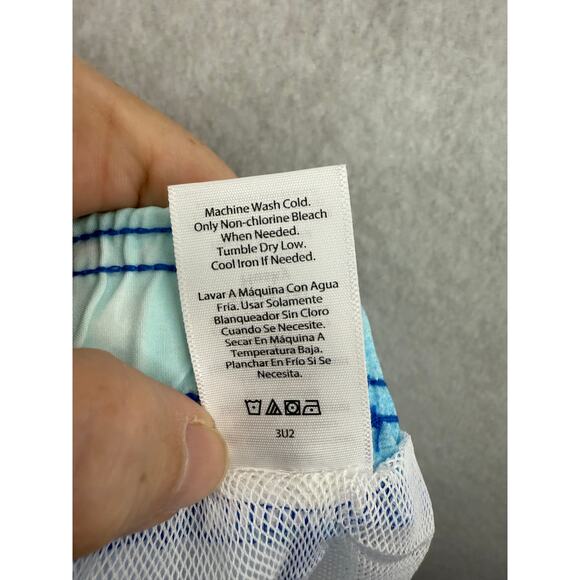 Machine Wash Cold.
Only Non-chlorine Bleach
When Needed.
Tumble Dry Low.
Cool Iron If Needed.
Lavar A Máquina Con Agua
Fría. Usar Solamente
Blanqueador Sin Cloro
Cuando Se Necesite.
Secar En Máquina A
Temperatura Baja.
Planchar En Frío Si Se
Necesita.
3U2